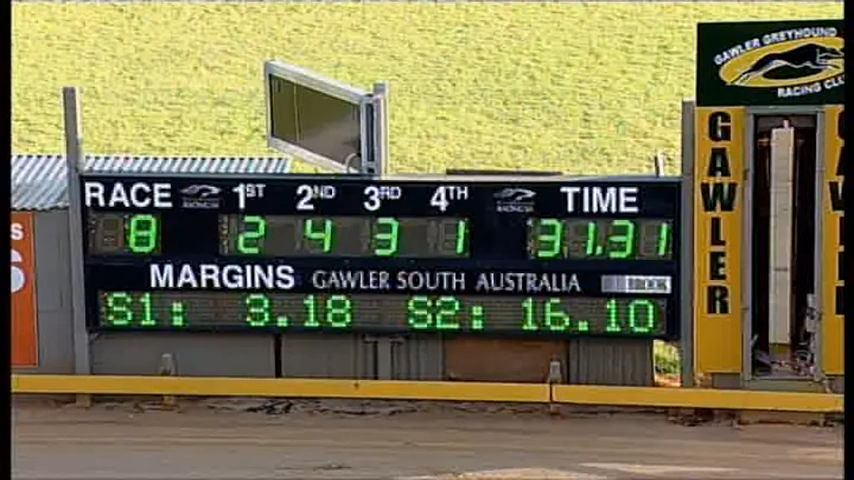 GAWLER GREYHOUND
RACING CLU
GAWLER
RACE 1ST 2ND 3RD 4TH TIME
8 2 4 3 1 31.31
MARGINS GAWLER SOUTH AUSTRALIA
S1: 3.18 S2: 16.10
S
S